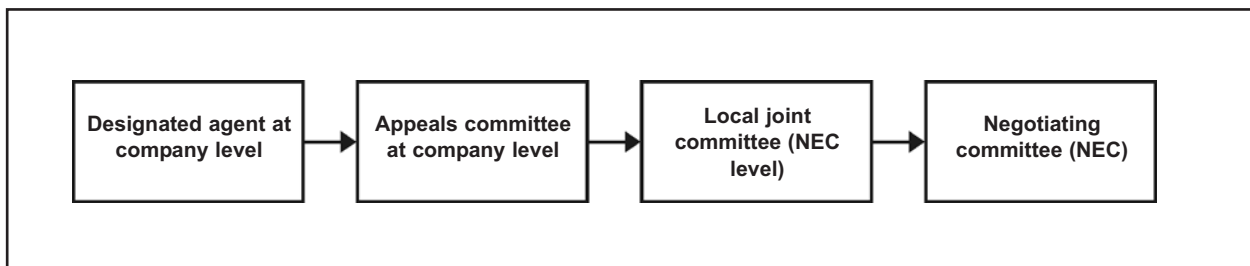 Designated agent at
company level
Appeals committee
at company level
Local joint
committee (NEC
level)
Negotiating
committee (NEC)